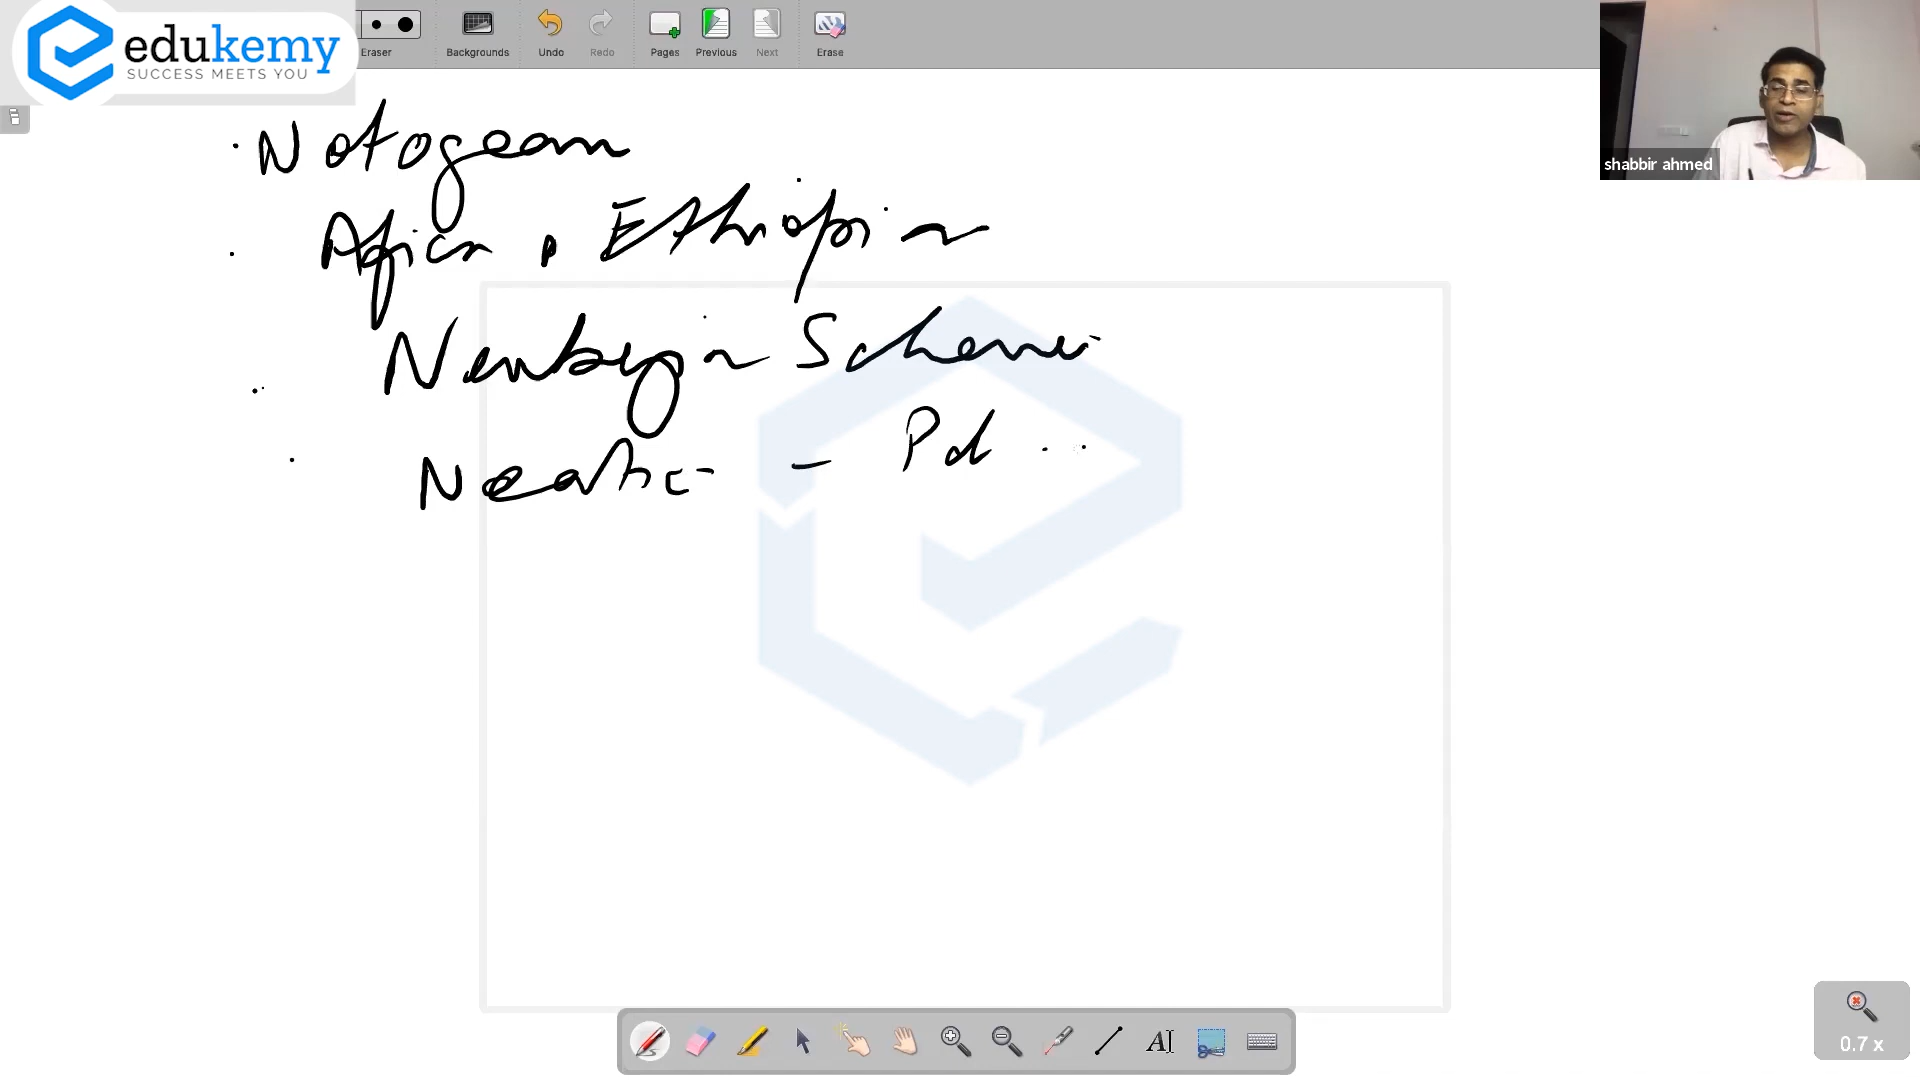 edukemy
SUCCESS MEETS YOU
Eraser
Backgrounds
Undo
Redo
Pages
Previous
Next
Erase
shabbir ahmed
Notogean
African, Ethiopian
Newbegin Scheme
Nearctic - Pd
0.7 x